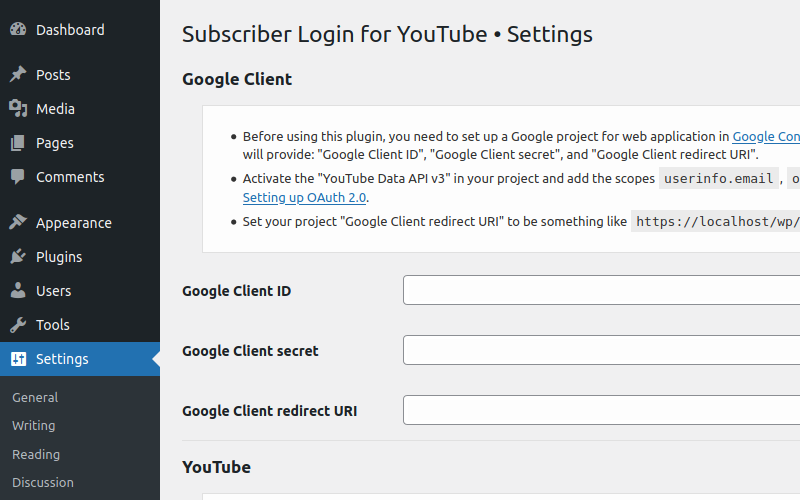 Dashboard
Posts
Media
Pages
Comments
Appearance
Plugins
Users
Tools
Settings
General
Writing
Reading
Discussion
Subscriber Login for YouTube • Settings
Google Client
• Before using this plugin, you need to set up a Google project for web application in Google Con
will provide: "Google Client ID", "Google Client secret", and "Google Client redirect URI".
• Activate the "YouTube Data API v3" in your project and add the scopes userinfo.email, o
Setting up OAuth 2.0.
• Set your project "Google Client redirect URI" to be something like https://localhost/wp/
Google Client ID
Google Client secret
Google Client redirect URI
YouTube